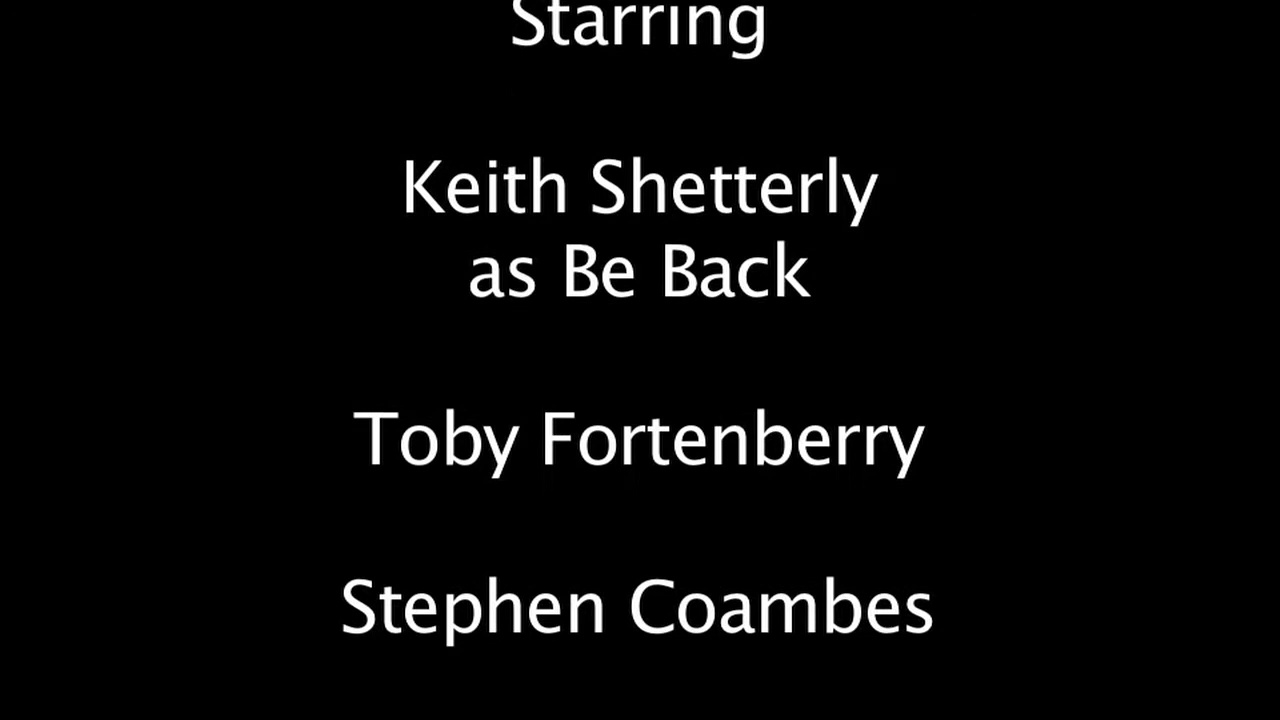 Starring
Keith Shetterly
as Be Back
Toby Fortenberry
Stephen Coambes